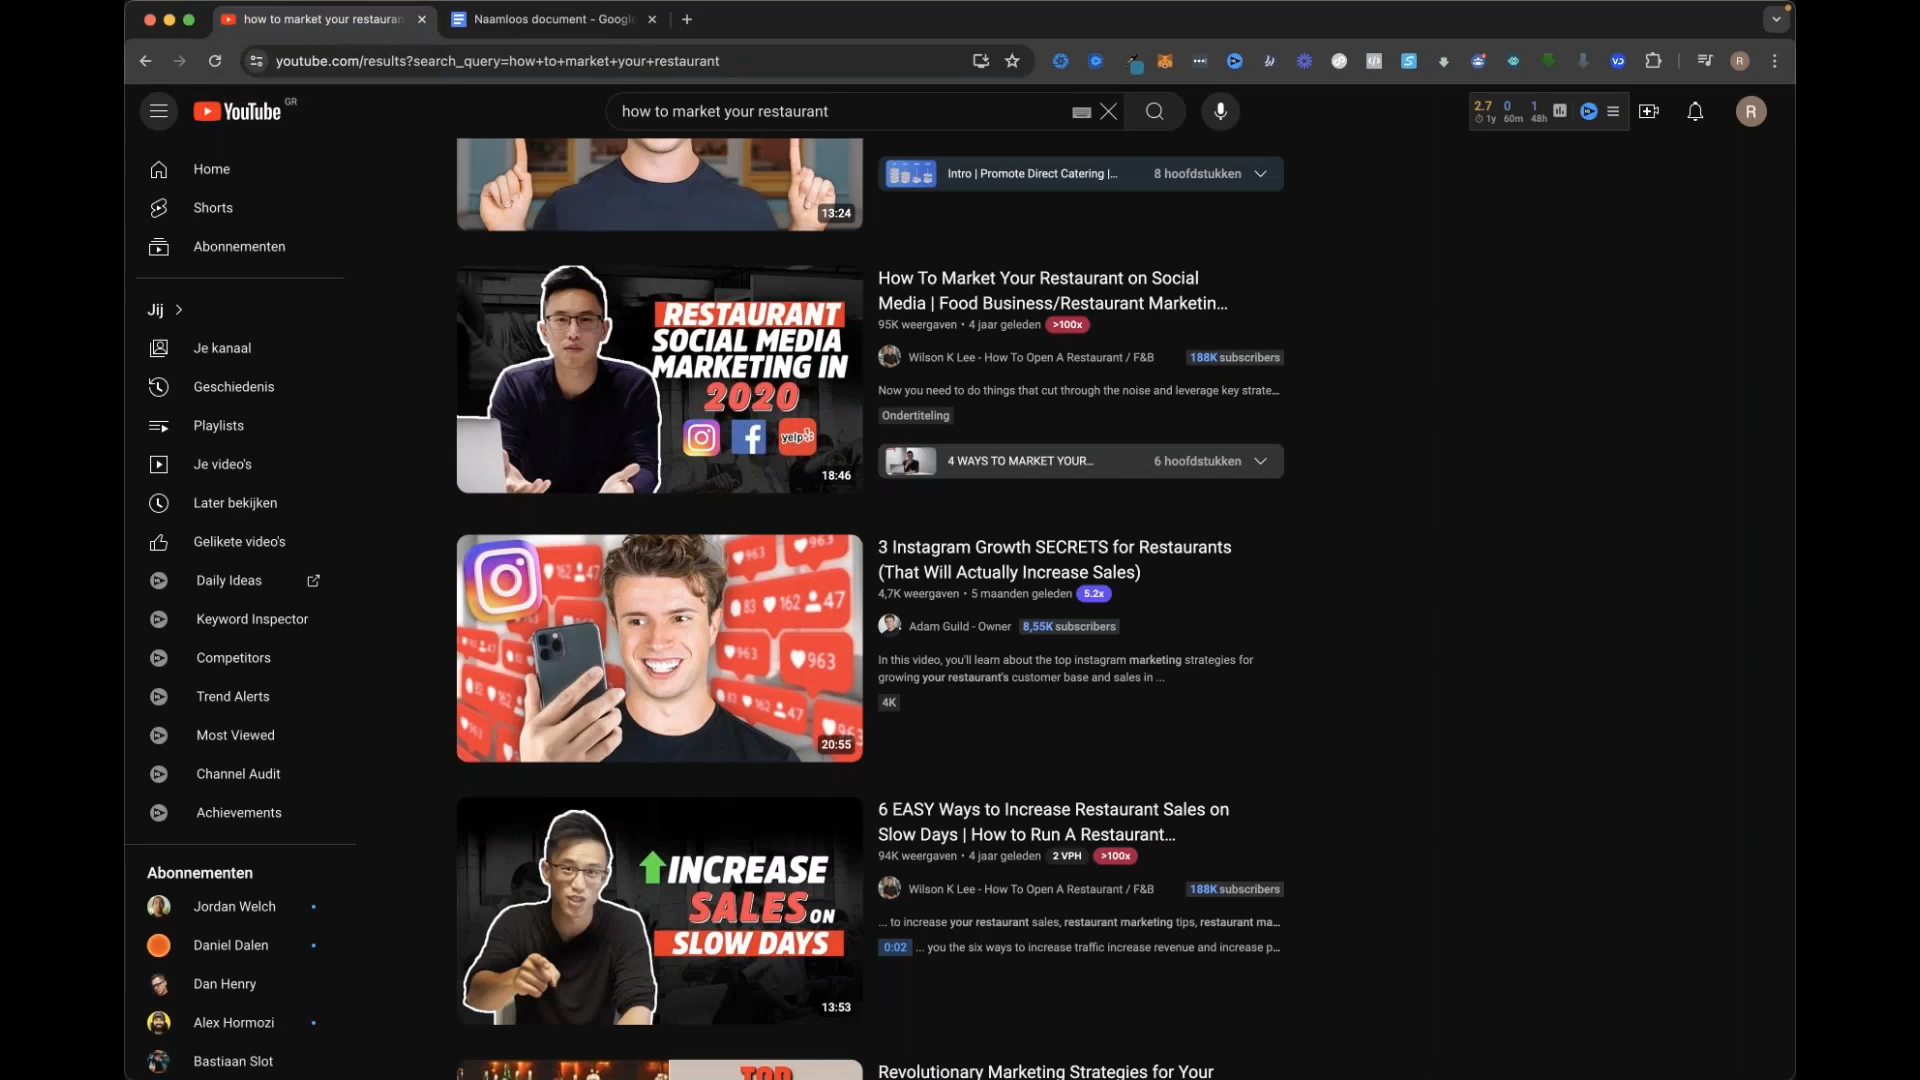 how to market your restauran
Naamloos document - Google
youtube.com/results?search_query=how+to+market+your+restaurant
YouTube GR
how to market your restaurant
2.7 0 1
1y 60m 48h
R
Home
Shorts
Abonnementen
Jij
Je kanaal
Geschiedenis
Playlists
Je video's
Later bekijken
Gelikete video's
Daily Ideas
Keyword Inspector
Competitors
Trend Alerts
Most Viewed
Channel Audit
Achievements
Abonnementen
Jordan Welch
Daniel Dalen
Dan Henry
Alex Hormozi
Bastiaan Slot
13:24
Intro | Promote Direct Catering |...
8 hoofdstukken
RESTAURANT
SOCIAL MEDIA
MARKETING IN
2020
yelp
18:46
How To Market Your Restaurant on Social
Media | Food Business/Restaurant Marketin...
95K weergaven • 4 jaar geleden >100x
Wilson K Lee - How To Open A Restaurant / F&B 188K subscribers
Now you need to do things that cut through the noise and leverage key strate...
Ondertiteling
4 WAYS TO MARKET YOUR...
6 hoofdstukken
20:55
3 Instagram Growth SECRETS for Restaurants
(That Will Actually Increase Sales)
4,7K weergaven • 5 maanden geleden 5.2x
Adam Guild - Owner 8,55K subscribers
In this video, you'll learn about the top instagram marketing strategies for
growing your restaurant's customer base and sales in ...
4K
INCREASE
SALES ON
SLOW DAYS
13:53
6 EASY Ways to Increase Restaurant Sales on
Slow Days | How to Run A Restaurant...
94K weergaven • 4 jaar geleden 2 VPH >100x
Wilson K Lee - How To Open A Restaurant / F&B 188K subscribers
... to increase your restaurant sales, restaurant marketing tips, restaurant ma...
0:02 ... you the six ways to increase traffic increase revenue and increase p...
TOP
Revolutionary Marketing Strategies for Your